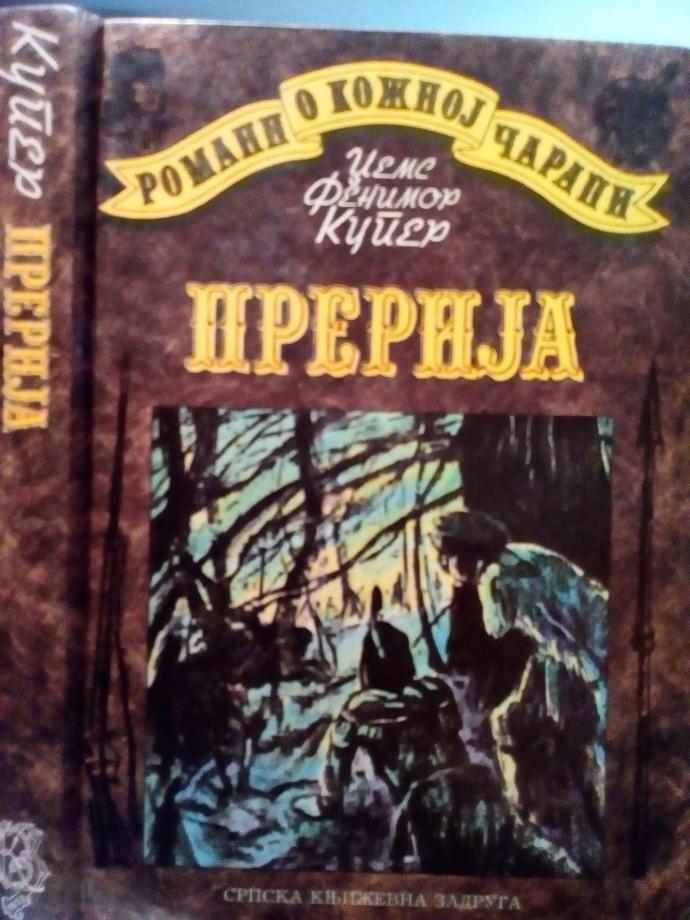 РОМАНИ О КОЖНОЈ ЧАРАПИ
Џемс
Фенимор
Купер
ПРЕРИЈА
СРПСКА КЊИЖЕВНА ЗАДРУГА
Купер ПРЕРИЈА